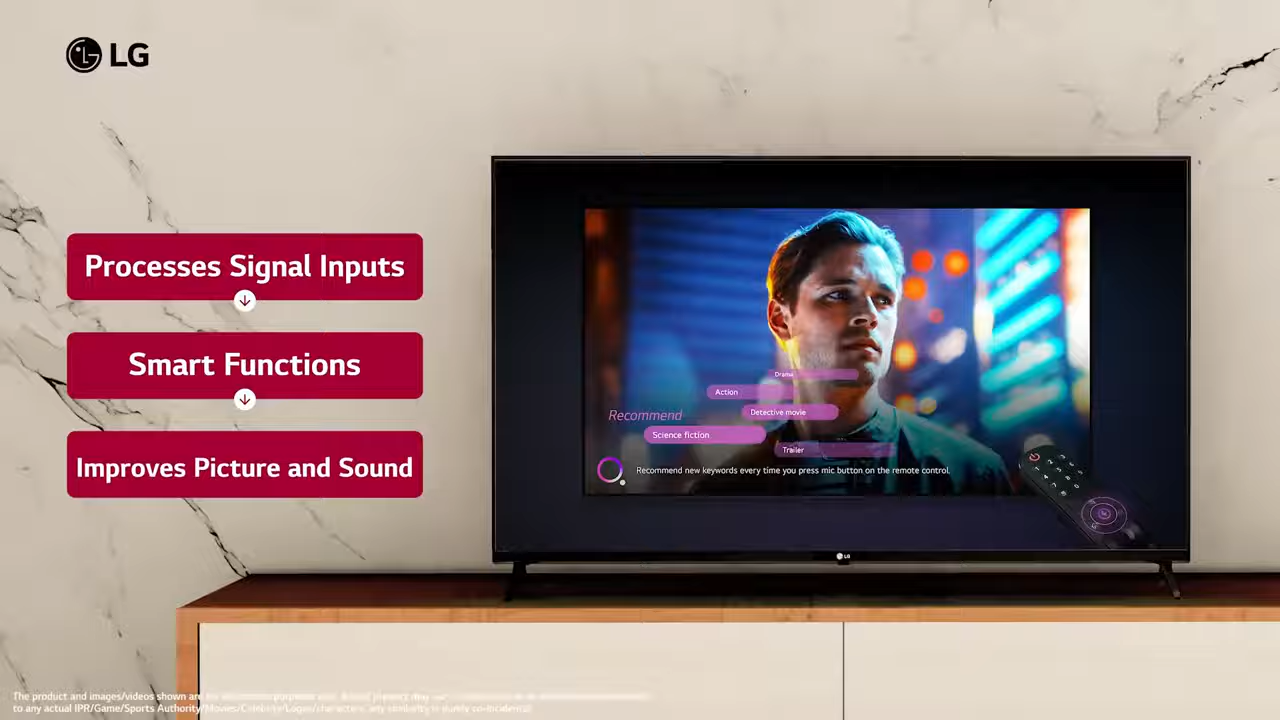 LG
Processes Signal Inputs
Smart Functions
Improves Picture and Sound
Drama
Action
Recommend
Detective movie
Science fiction
Trailer
Recommend new keywords every time you press mic button on the remote control.
LG
The product and images/videos shown are
to any actual IPR/Game/Sports Authority/Movies/Celebrity/Logan/characters, any similarity is purely co-incidental